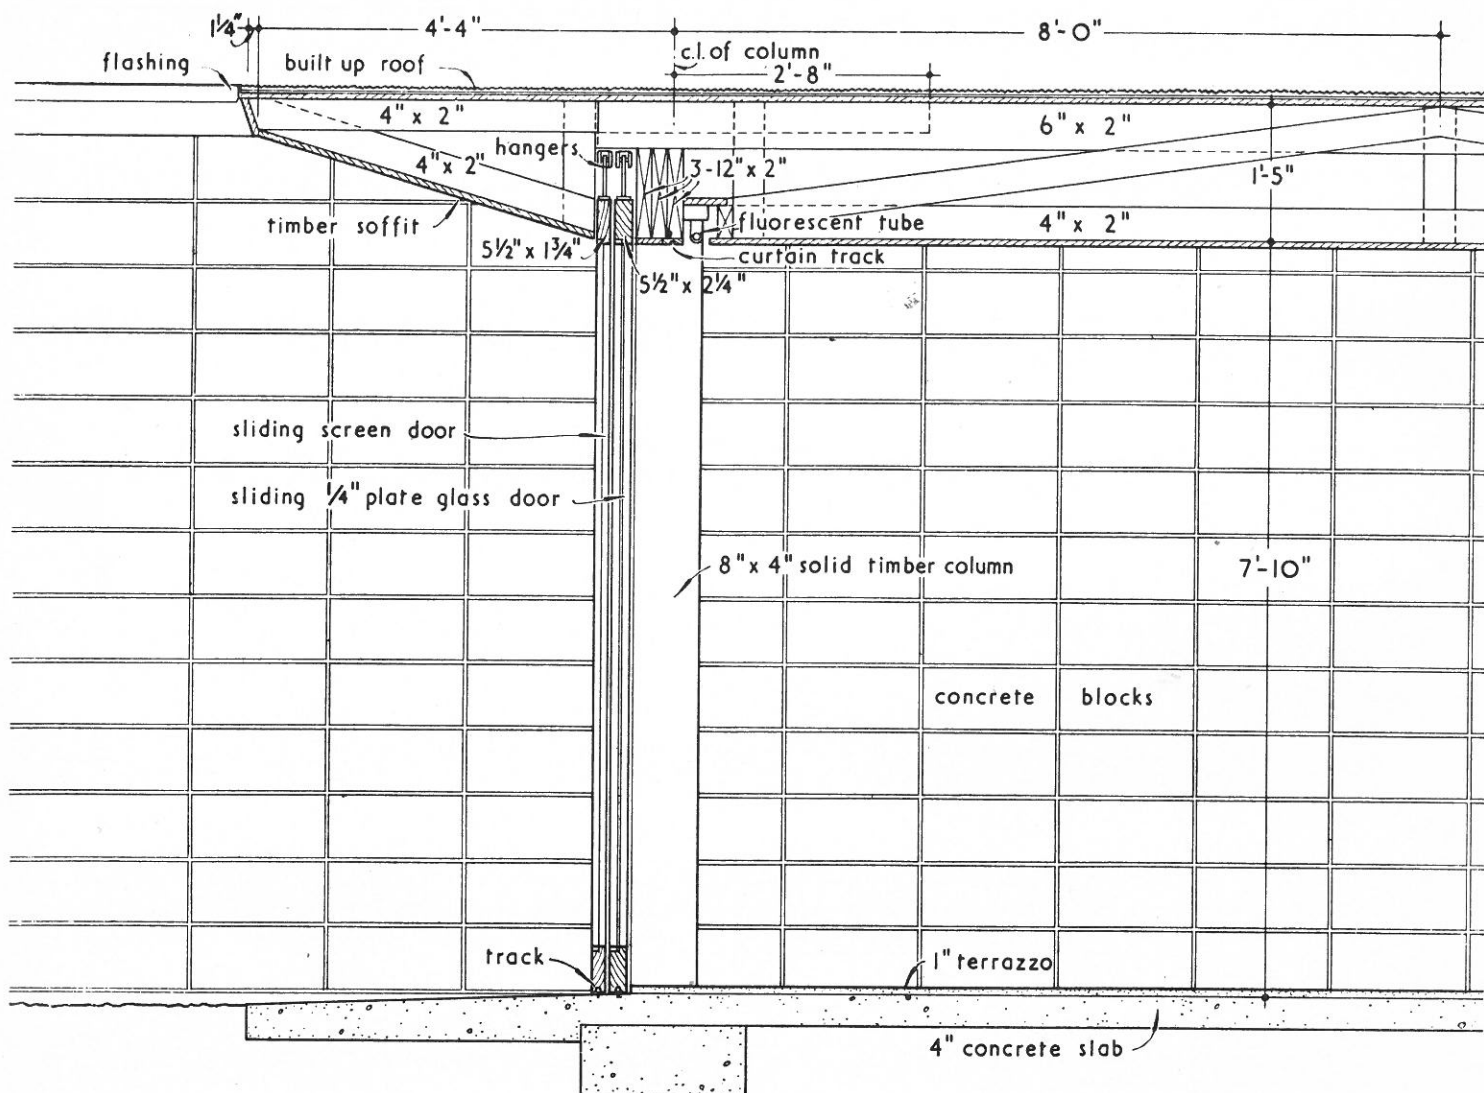 1¼"
4'-4"
8'-0"
c.l. of column
2'-8"
flashing
built up roof
4" x 2"
6" x 2"
hangers
4" x 2"
3-12" x 2"
1'-5"
timber soffit
fluorescent tube
4" x 2"
5½" x 1¾"
curtain track
5½" x 2¼"
sliding screen door
sliding ¼" plate glass door
8" x 4" solid timber column
7'-10"
concrete blocks
track
1" terrazzo
4" concrete slab